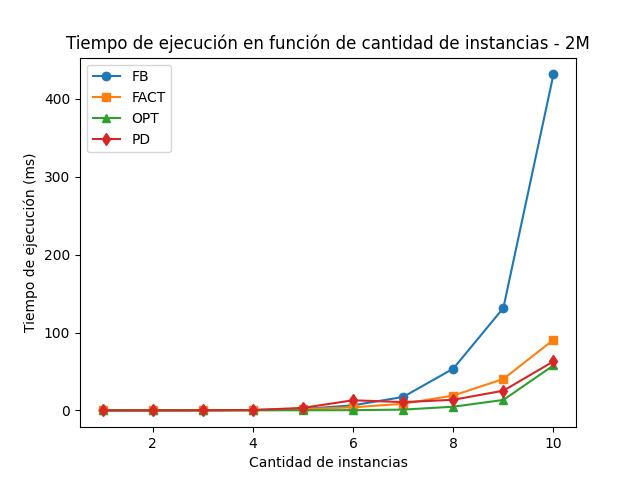 Tiempo de ejecución en función de cantidad de instancias - 2M
FB
FACT
OPT
PD
400
300
200
100
0
Tiempo de ejecución (ms)
2 4 6 8 10
Cantidad de instancias